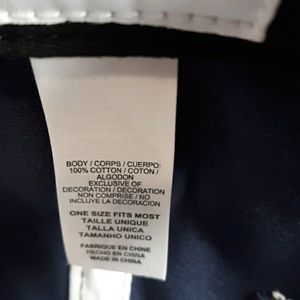 BODY / CORPS / CUERPO:
100% COTTON / COTON /
ALGODON
EXCLUSIVE OF
DECORATION / DECORATION
NON COMPRISE / NO
INCLUYE LA DECORACION
ONE SIZE FITS MOST
TAILLE UNIQUE
TALLA UNICA
TAMANHO UNICO
FABRIQUE EN CHINE
HECHO EN CHINA
MADE IN CHINA